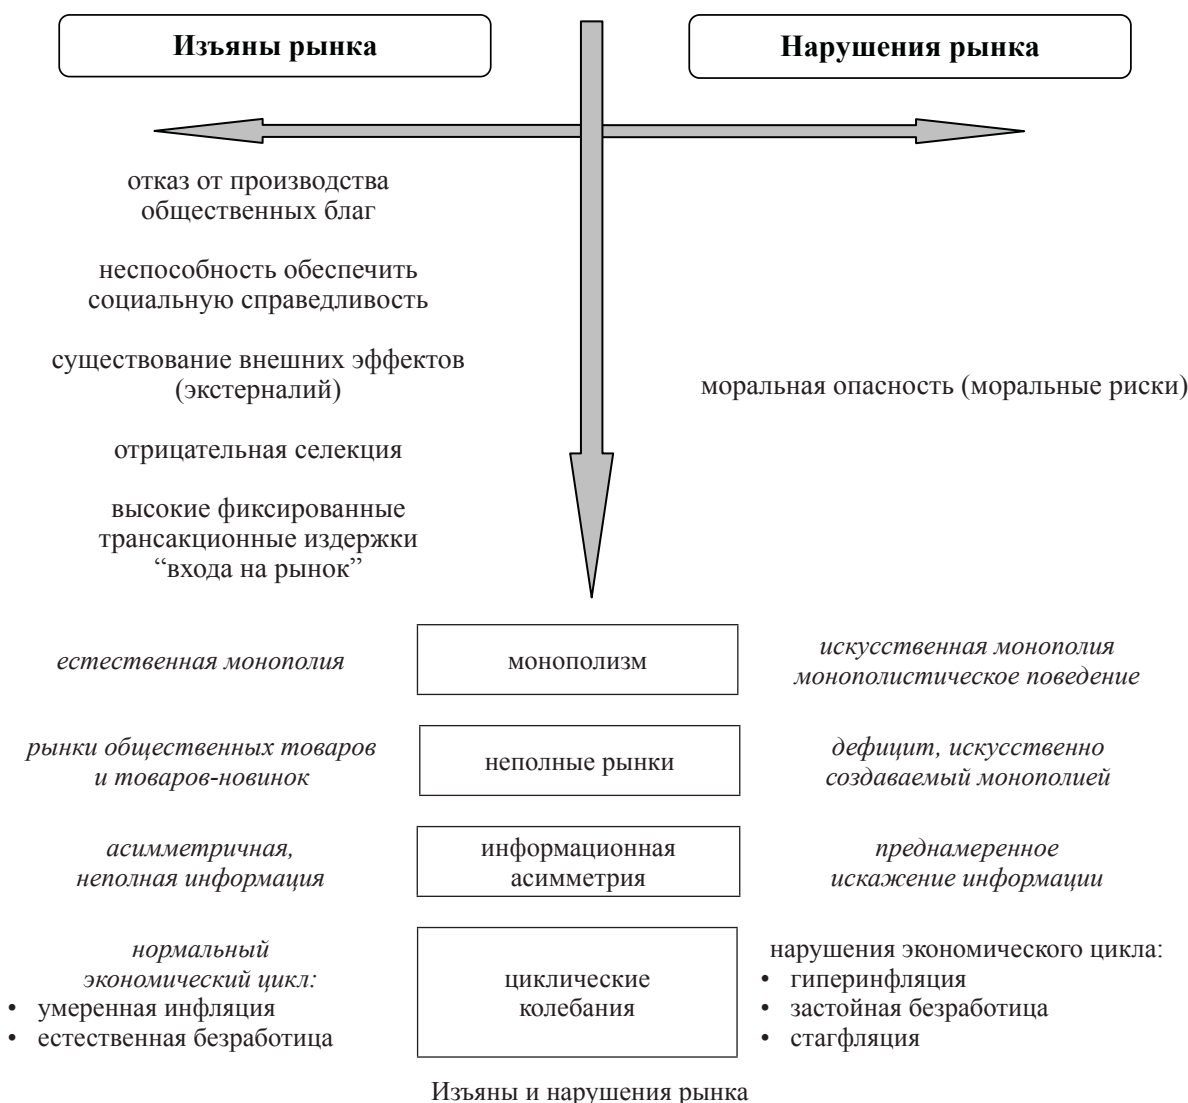 Изъяны рынка
Нарушения рынка
отказ от производства
общественных благ
неспособность обеспечить
социальную справедливость
существование внешних эффектов
(экстерналий)
моральная опасность (моральные риски)
отрицательная селекция
высокие фиксированные
трансакционные издержки
“входа на рынок”
естественная монополия
монополизм
искусственная монополия
монополистическое поведение
рынки общественных товаров
и товаров-новинок
неполные рынки
дефицит, искусственно
создаваемый монополией
асимметричная,
неполная информация
информационная
асимметрия
преднамеренное
искажение информации
нормальный
экономический цикл:
• умеренная инфляция
• естественная безработица
циклические
колебания
нарушения экономического цикла:
• гиперинфляция
• застойная безработица
• стагфляция
Изъяны и нарушения рынка